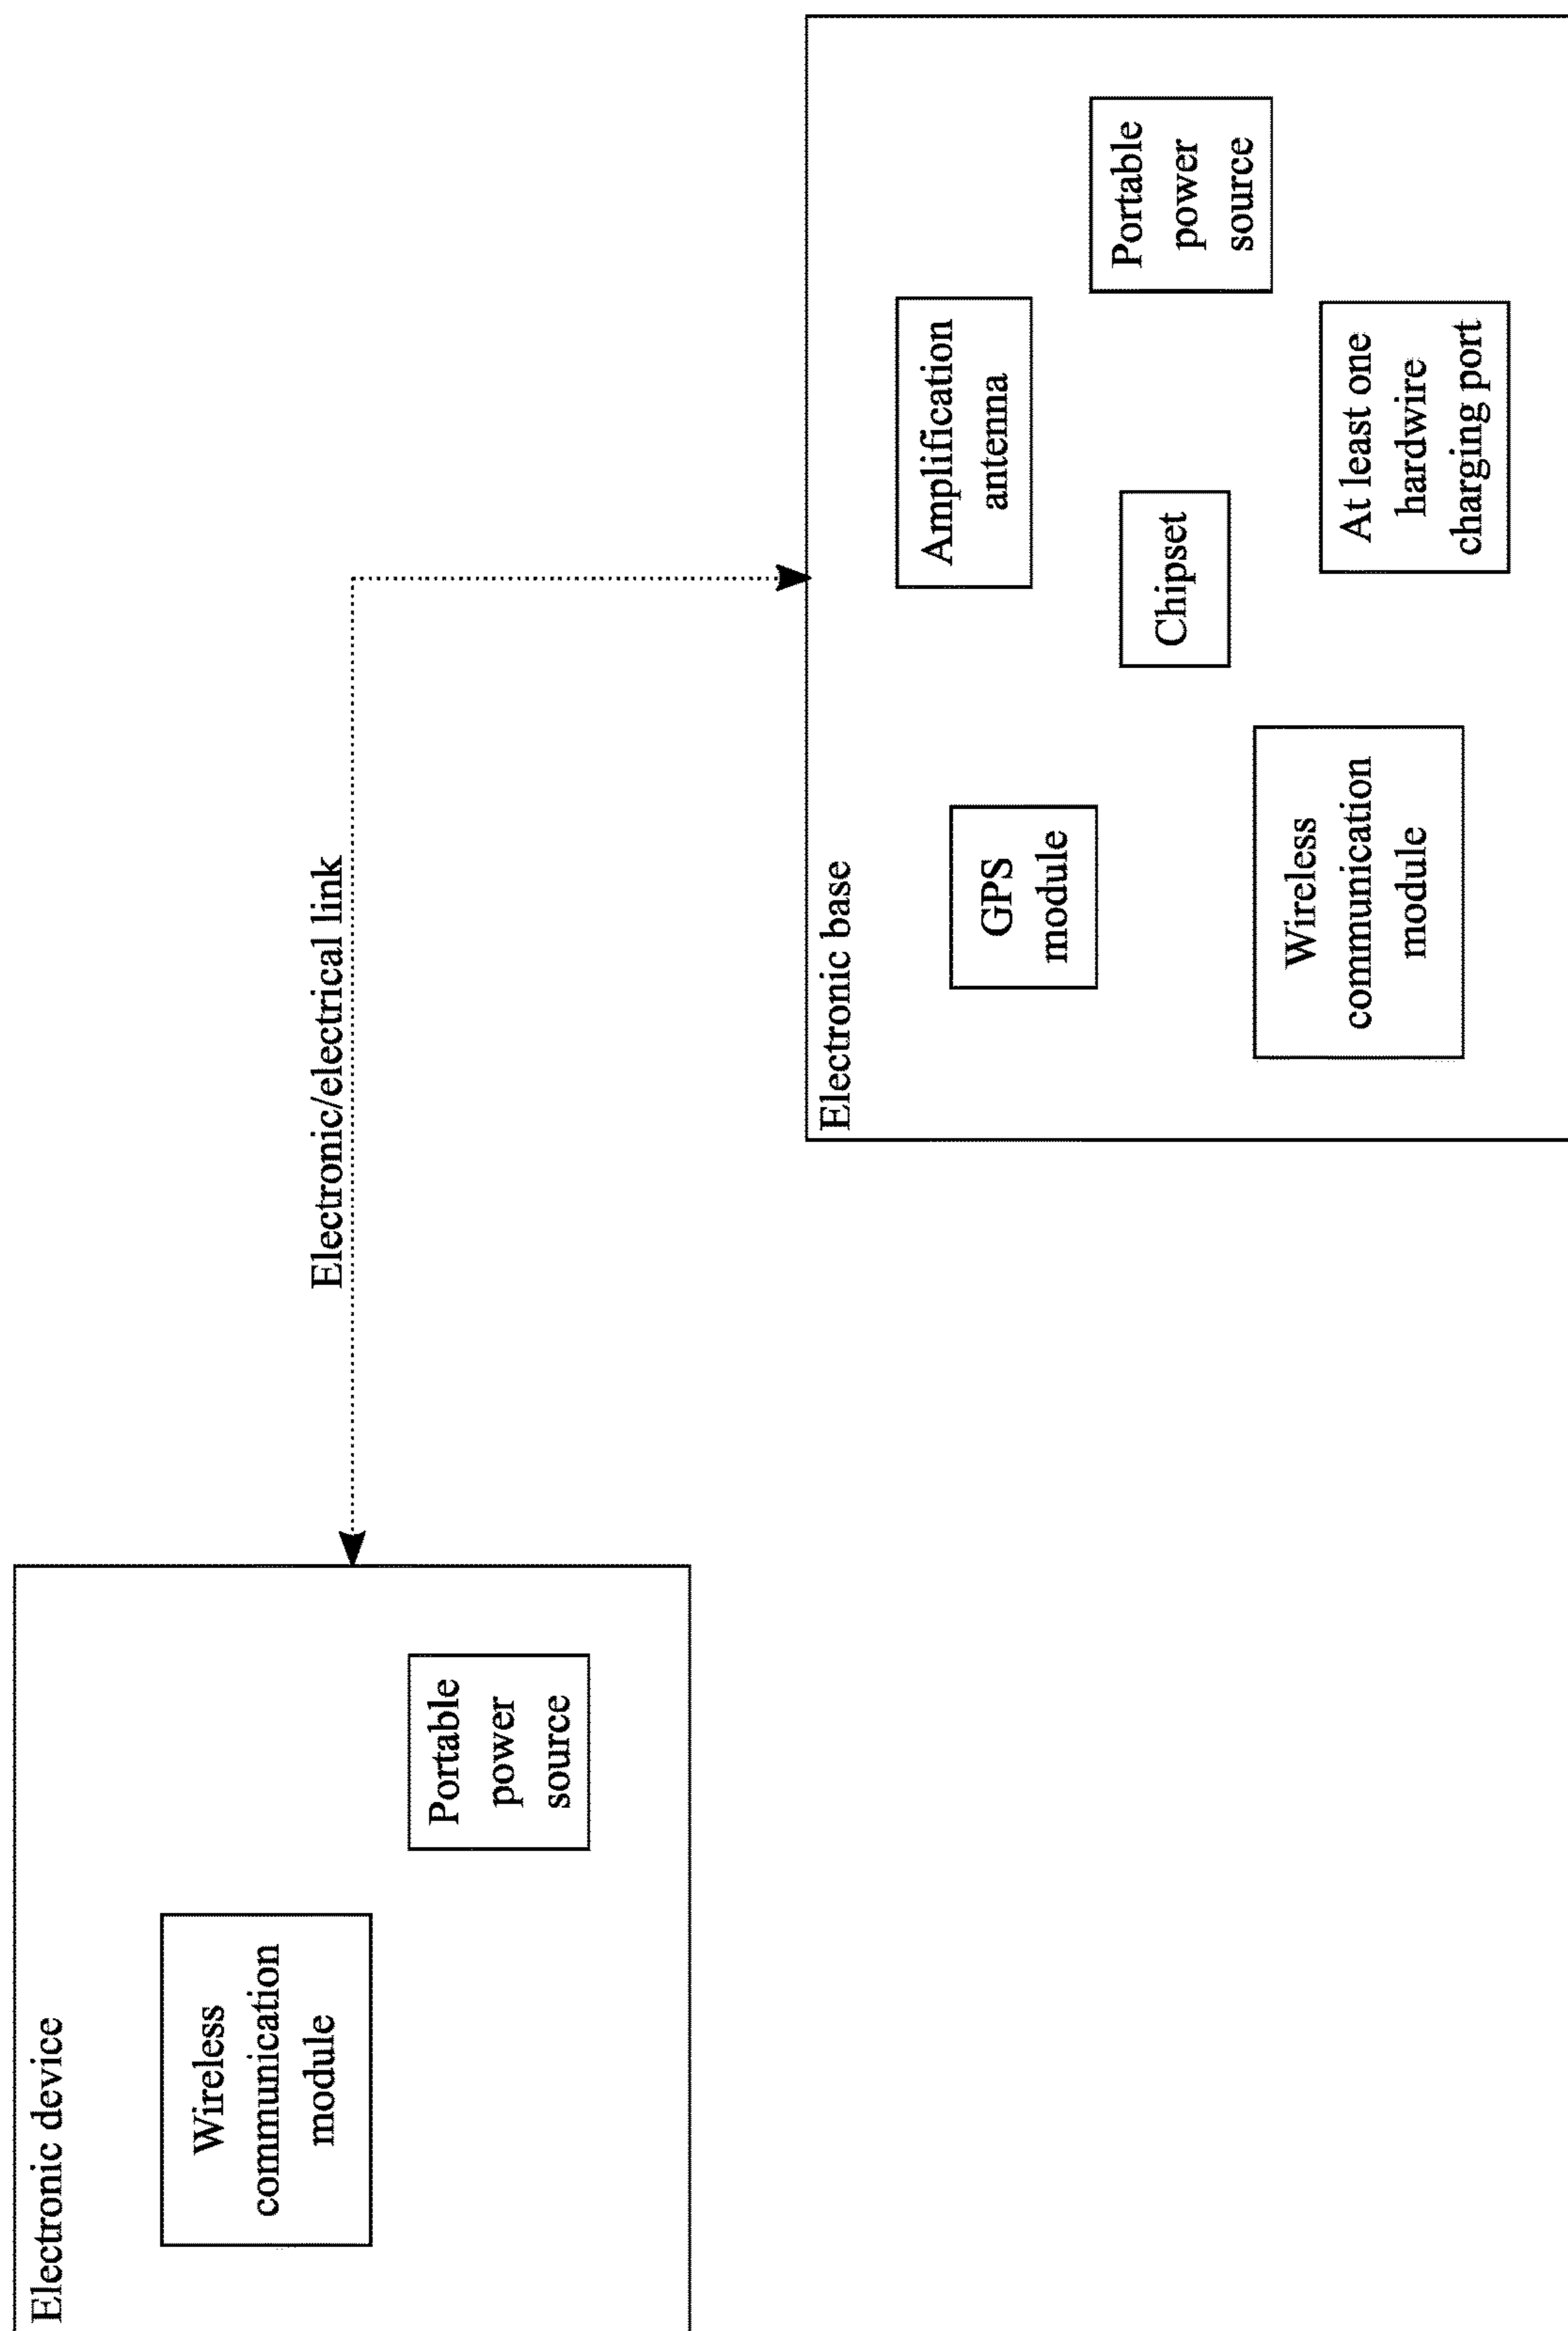 Electronic device
Wireless
communication
module
Portable
power
source
Electronic/electrical link
Electronic base
GPS
module
Wireless
communication
module
Chipset
Amplification
antenna
At least one
hardwire
charging port
Portable
power
source